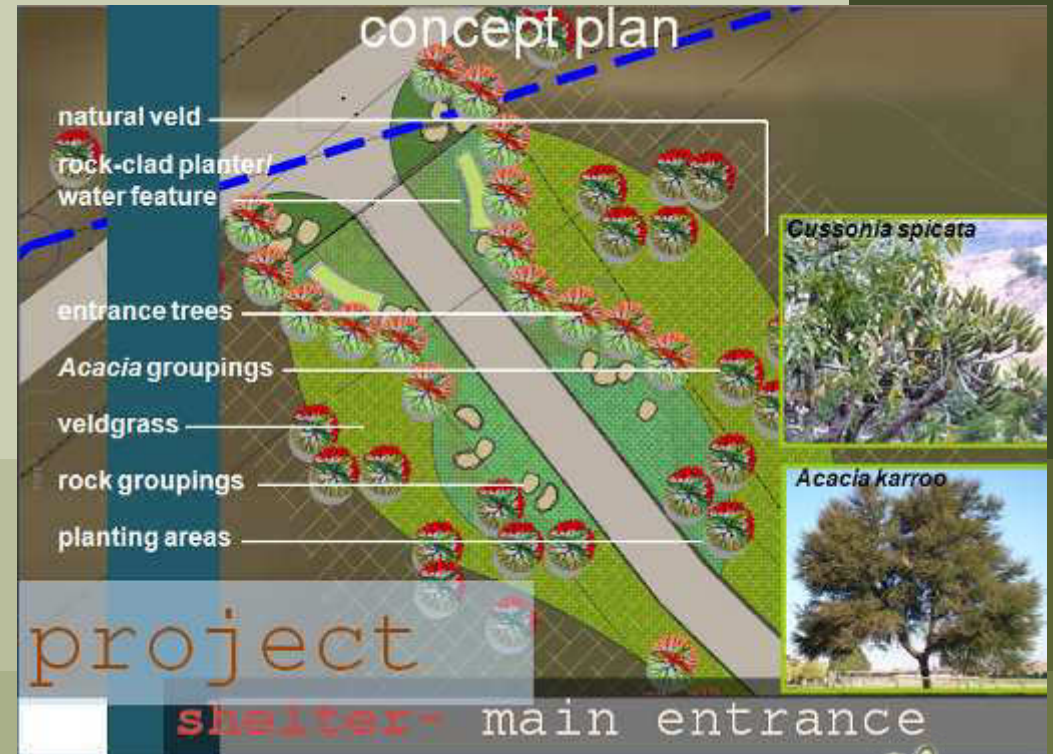 concept plan
natural veld
rock-clad planter/
water feature
entrance trees
Acacia groupings
veldgrass
rock groupings
planting areas
Cussonia spicata
Acacia karroo
project
shelter- main entrance